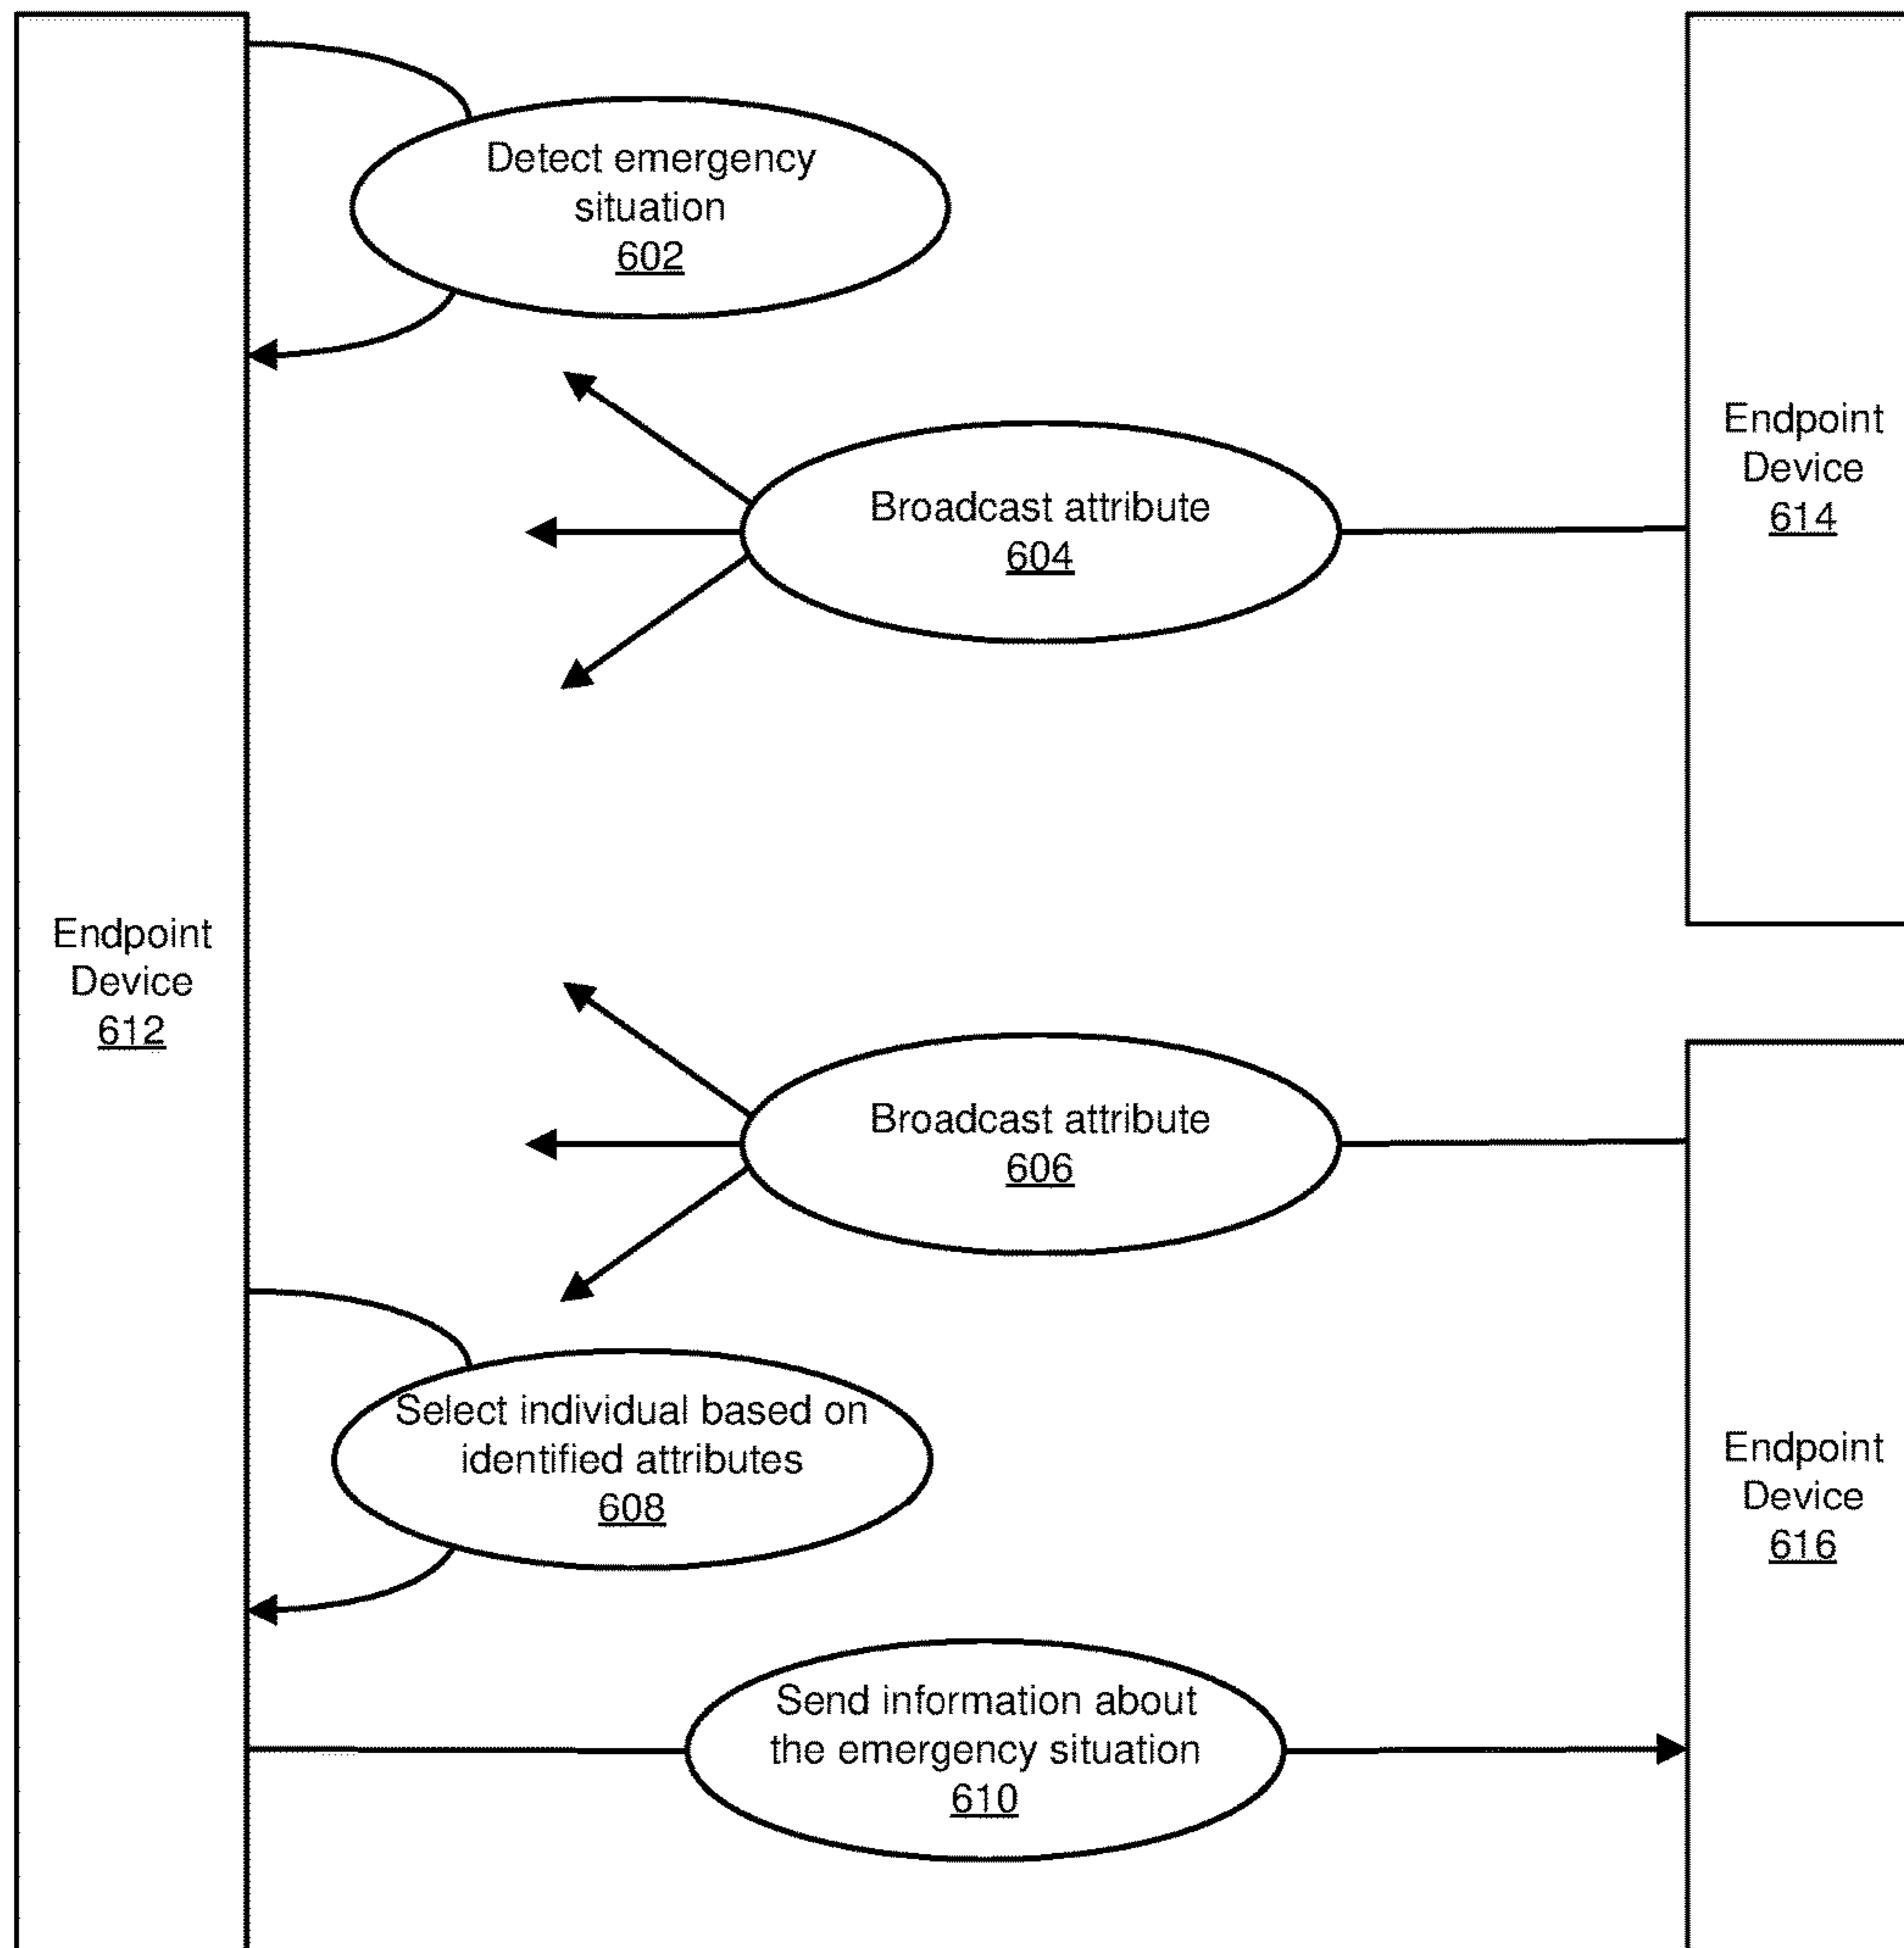 Detect emergency
situation
602
Broadcast attribute
604
Endpoint
Device
614
Endpoint
Device
612
Broadcast attribute
606
Select individual based on
identified attributes
608
Endpoint
Device
616
Send information about
the emergency situation
610